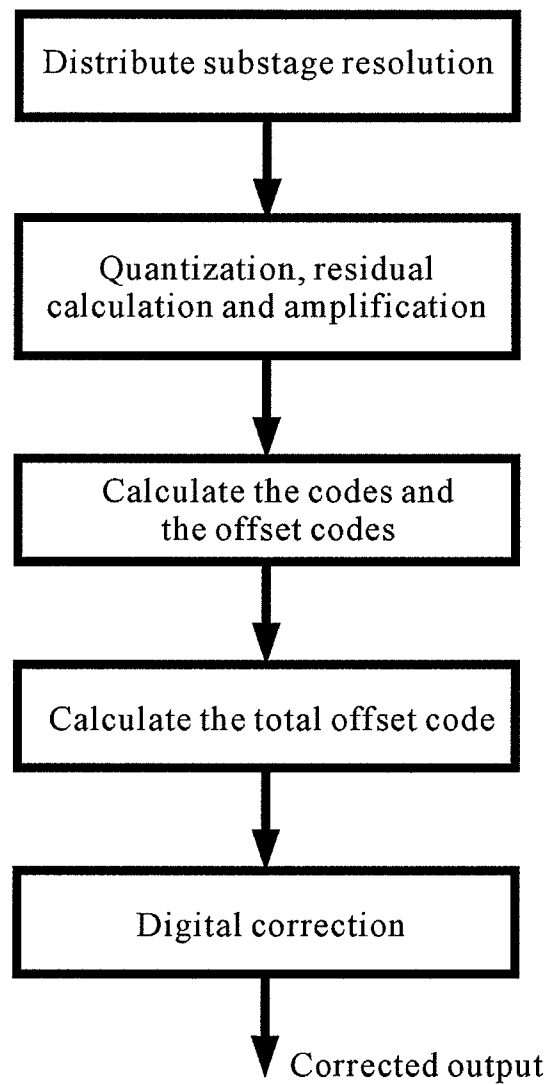 Distribute substage resolution
Quantization, residual
calculation and amplification
Calculate the codes and
the offset codes
Calculate the total offset code
Digital correction
Corrected output